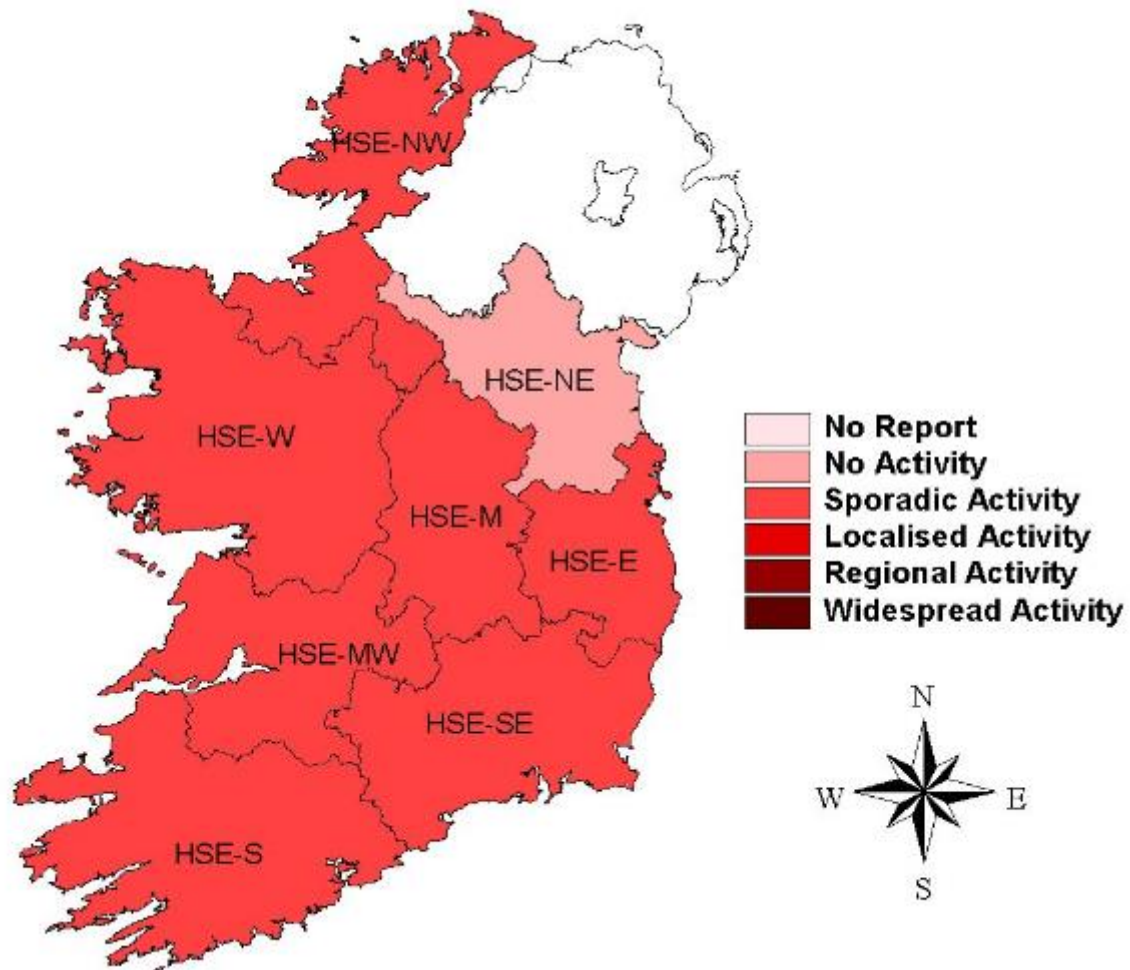 HSE-NW
HSE-NE
HSE-W
HSE-M
HSE-E
HSE-MW
HSE-SE
HSE-S
No Report
No Activity
Sporadic Activity
Localised Activity
Regional Activity
Widespread Activity
N
W E
S